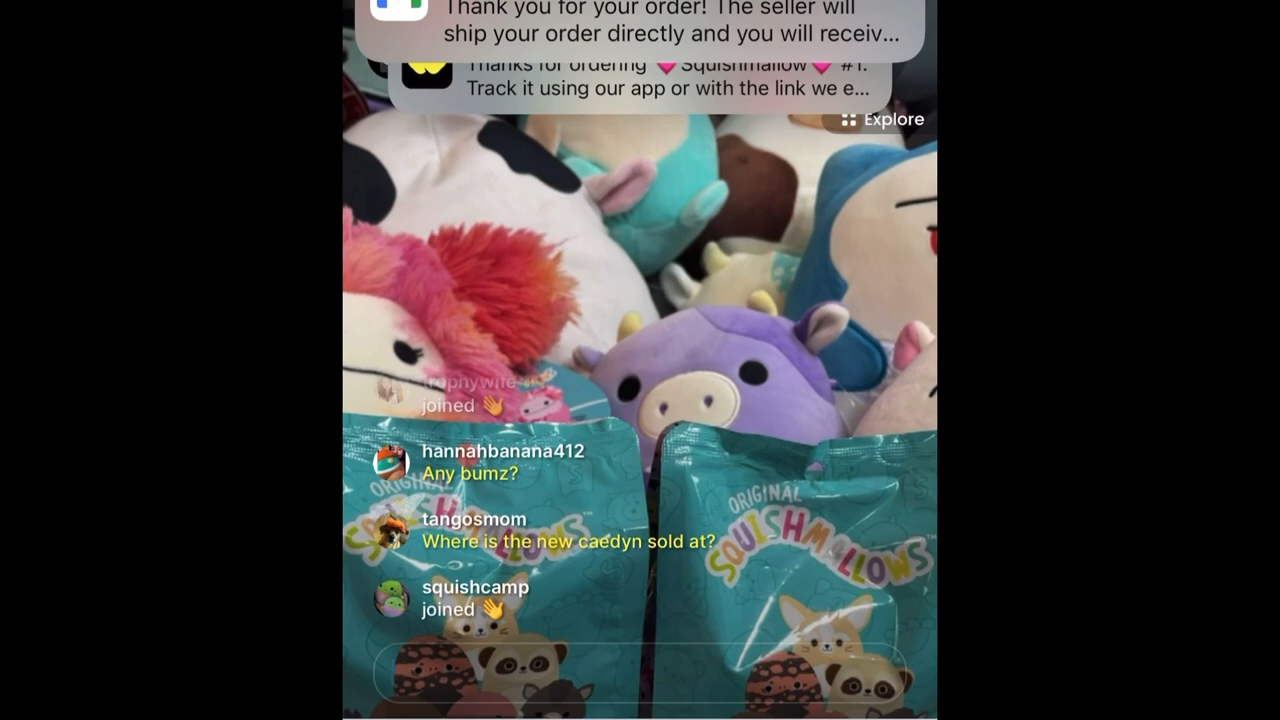 Thank you for your order! The seller will
ship your order directly and you will receiv...
Thanks for ordering 💗Squishmallow💗 #1.
Track it using our app or with the link we e...
Explore
trophywife
joined 👋
hannahbanana412
Any bumz?
ORIGINAL
SQUISHMALLOWS
tangosmom
Where is the new caedyn sold at?
ORIGINAL
SQUISHMALLOWS
squishcamp
joined 👋